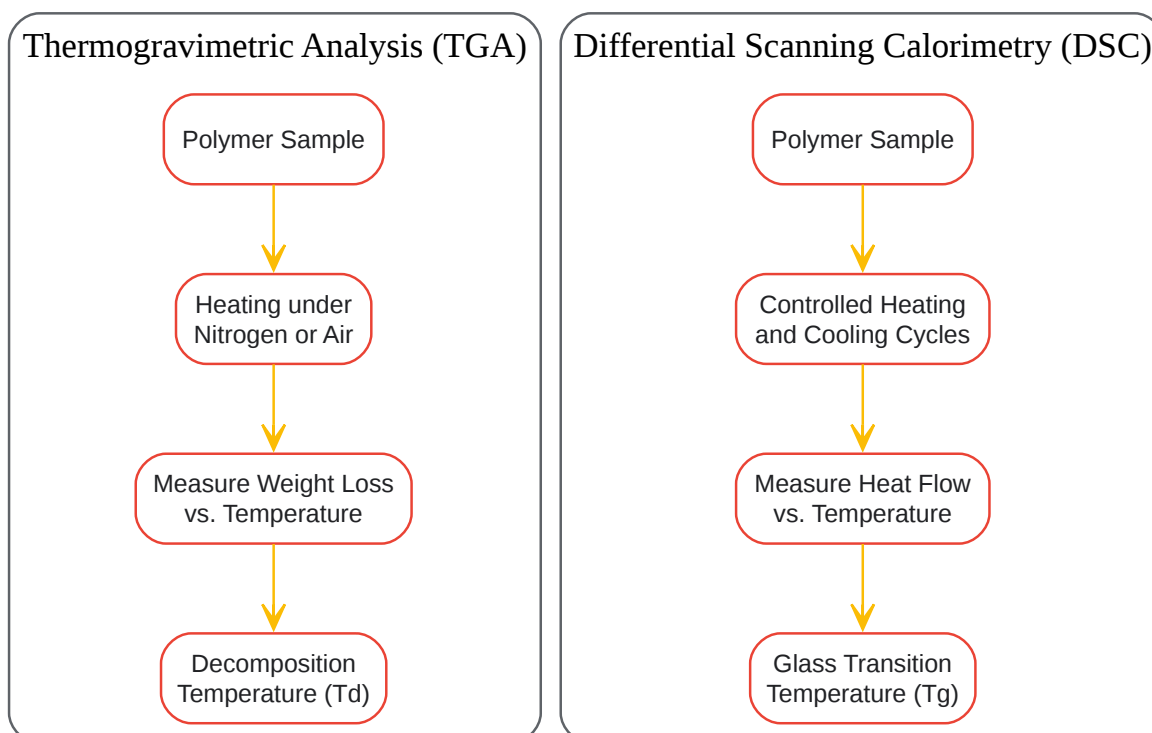 Thermogravimetric Analysis (TGA)
Polymer Sample
Heating under
Nitrogen or Air
Measure Weight Loss
vs. Temperature
Decomposition
Temperature (Td)
Differential Scanning Calorimetry (DSC)
Polymer Sample
Controlled Heating
and Cooling Cycles
Measure Heat Flow
vs. Temperature
Glass Transition
Temperature (Tg)